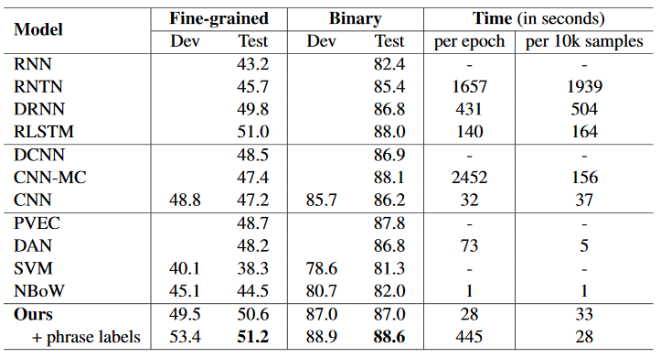 Model Fine-grained Binary Time (in seconds)
Dev Test Dev Test per epoch per 10k samples
RNN 43.2 82.4 - -
RNTN 45.7 85.4 1657 1939
DRNN 49.8 86.8 431 504
RLSTM 51.0 88.0 140 164
DCNN 48.5 86.9 - -
CNN-MC 47.4 88.1 2452 156
CNN 48.8 47.2 85.7 86.2 32 37
PVEC 48.7 87.8 - -
DAN 48.2 86.8 73 5
SVM 40.1 38.3 78.6 81.3 - -
NBoW 45.1 44.5 80.7 82.0 1 1
Ours 49.5 50.6 87.0 87.0 28 33
+ phrase labels 53.4 51.2 88.9 88.6 445 28